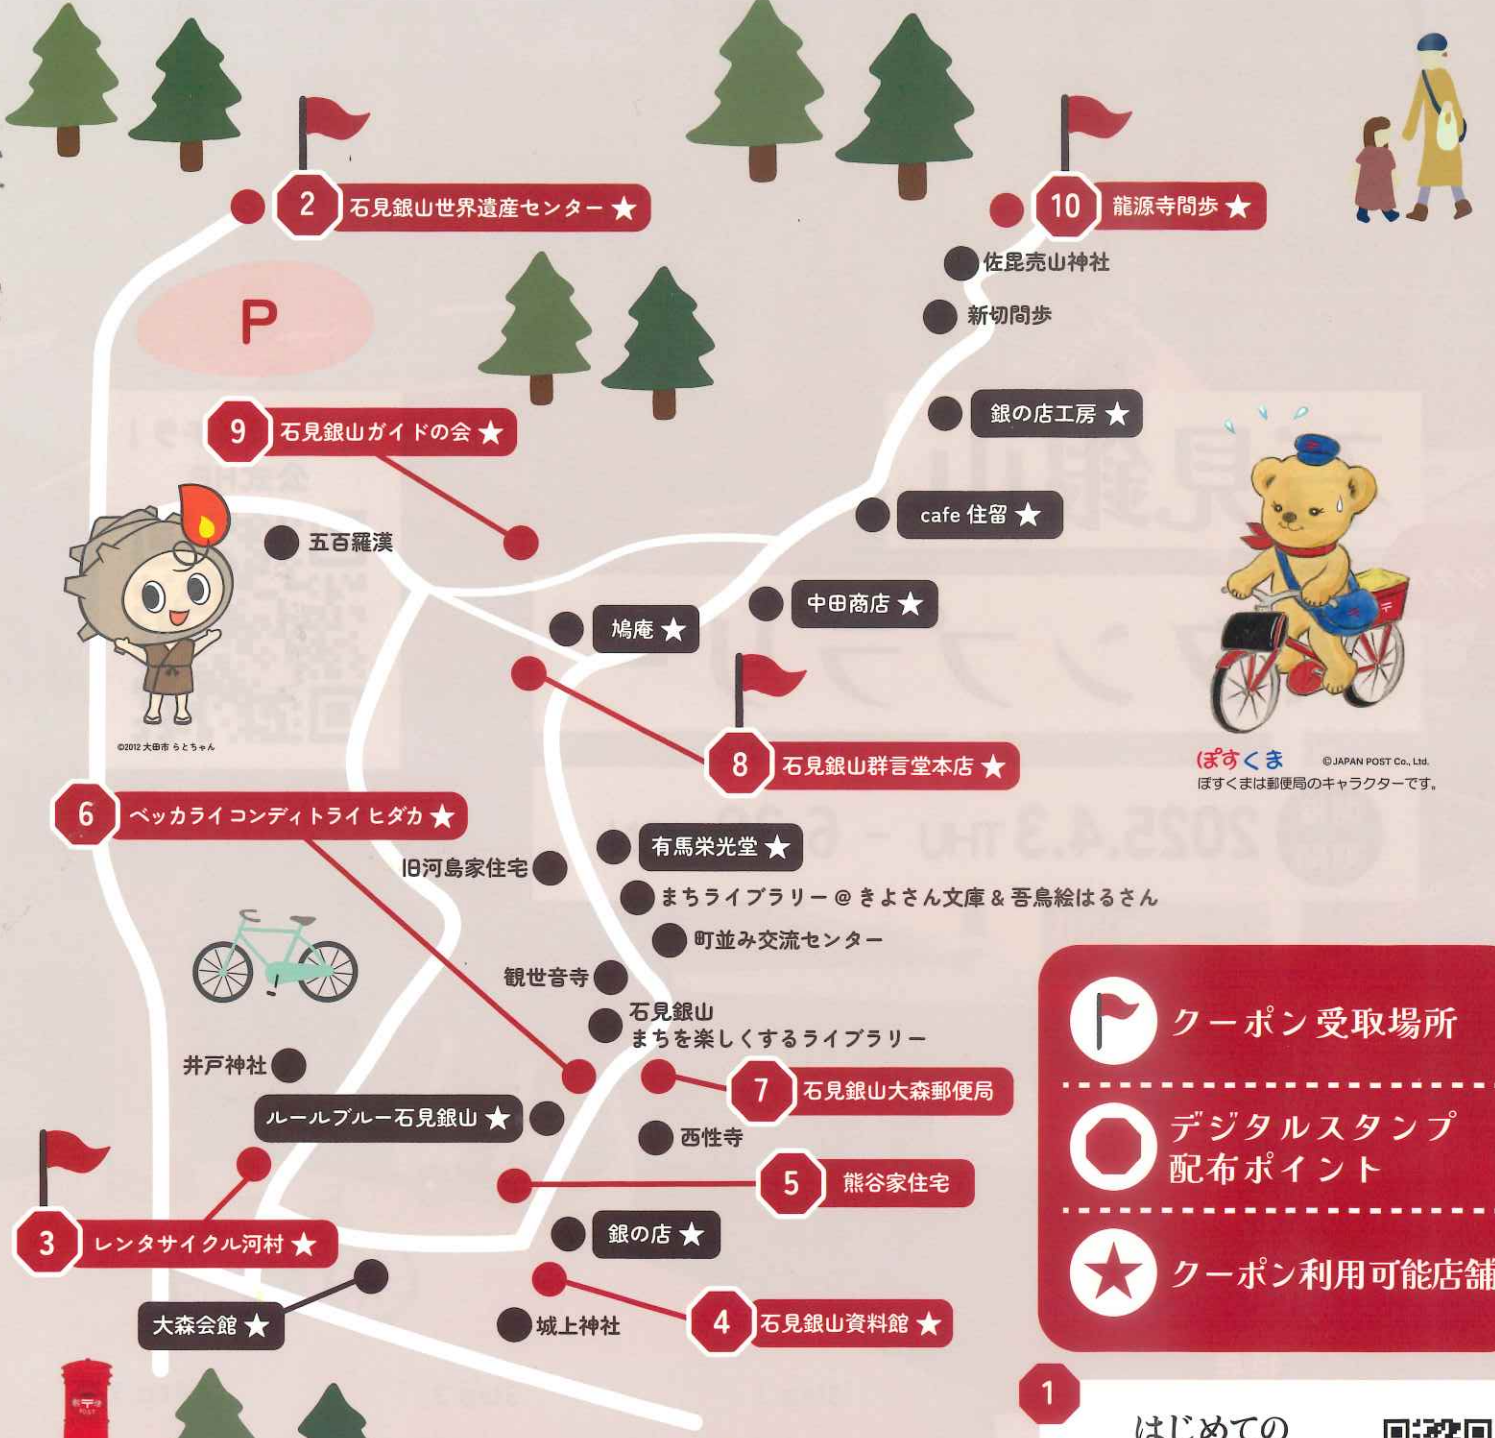 2 石見銀山世界遺産センター ★
10 龍源寺間歩 ★
佐毘売山神社
新切間歩
P
9 石見銀山ガイドの会 ★
銀の店工房 ★
cafe 住留 ★
五百羅漢
中田商店 ★
鳩庵 ★
©2012 大田市 らとちゃん
8 石見銀山群言堂本店 ★
ぽすくま ©JAPAN POST Co., Ltd.
ぽすくまは郵便局のキャラクターです。
6 ベッカライ コンディトライ ヒダカ ★
有馬栄光堂 ★
旧河島家住宅
まちライブラリー @ きよさん文庫 & 吾鳥絵はるさん
町並み交流センター
観世音寺
石見銀山
まちを楽しくするライブラリー
クーポン受取場所
井戸神社
7 石見銀山大森郵便局
ルールブルー石見銀山 ★
西性寺
デジタルスタンプ
配布ポイント
5 熊谷家住宅
3 レンタサイクル河村 ★
銀の店 ★
クーポン利用可能店舗
大森会館 ★
城上神社
4 石見銀山資料館 ★
POST
1
はじめての